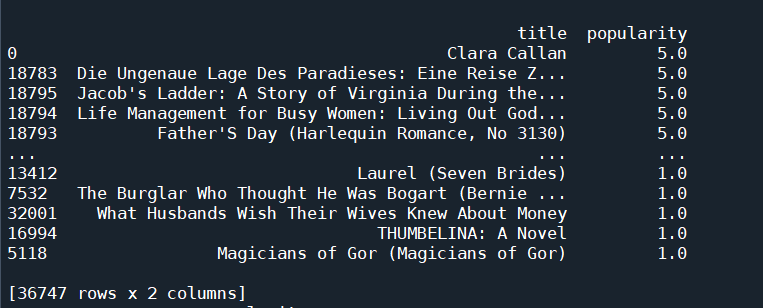 title popularity
0 Clara Callan 5.0
18783 Die Ungenaue Lage Des Paradieses: Eine Reise Z... 5.0
18795 Jacob's Ladder: A Story of Virginia During the... 5.0
18794 Life Management for Busy Women: Living Out God... 5.0
18793 Father'S Day (Harlequin Romance, No 3130) 5.0
... ... ...
13412 Laurel (Seven Brides) 1.0
7532 The Burglar Who Thought He Was Bogart (Bernie ... 1.0
32001 What Husbands Wish Their Wives Knew About Money 1.0
16994 THUMBELINA: A Novel 1.0
5118 Magicians of Gor (Magicians of Gor) 1.0
[36747 rows x 2 columns]